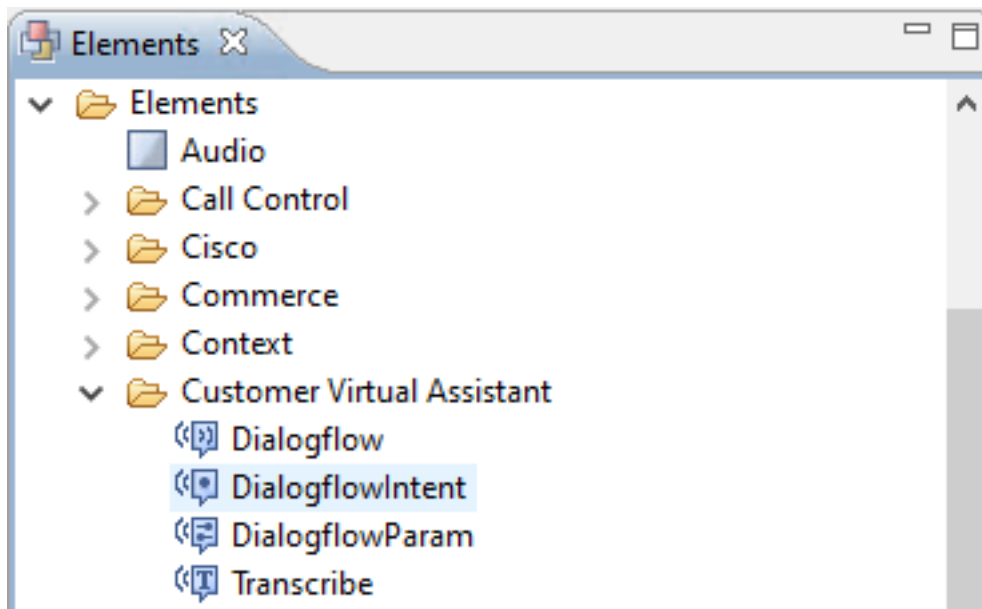 Elements
Elements
Audio
Call Control
Cisco
Commerce
Context
Customer Virtual Assistant
Dialogflow
DialogflowIntent
DialogflowParam
Transcribe